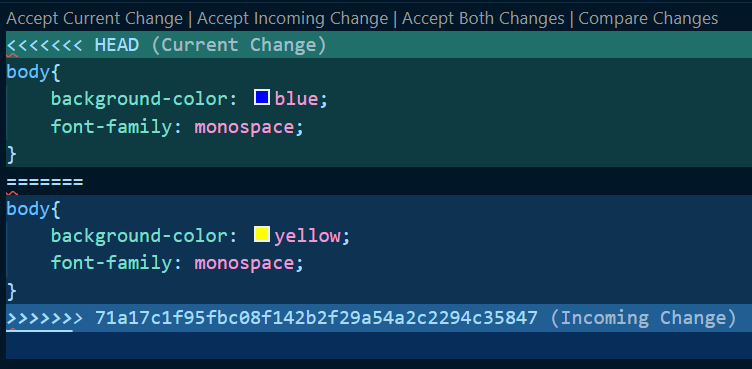 Accept Current Change | Accept Incoming Change | Accept Both Changes | Compare Changes
<<<<<<< HEAD (Current Change)
body{
    background-color: blue;
    font-family: monospace;
}
=======
body{
    background-color: yellow;
    font-family: monospace;
}
>>>>>>> 71a17c1f95fbc08f142b2f29a54a2c2294c35847 (Incoming Change)